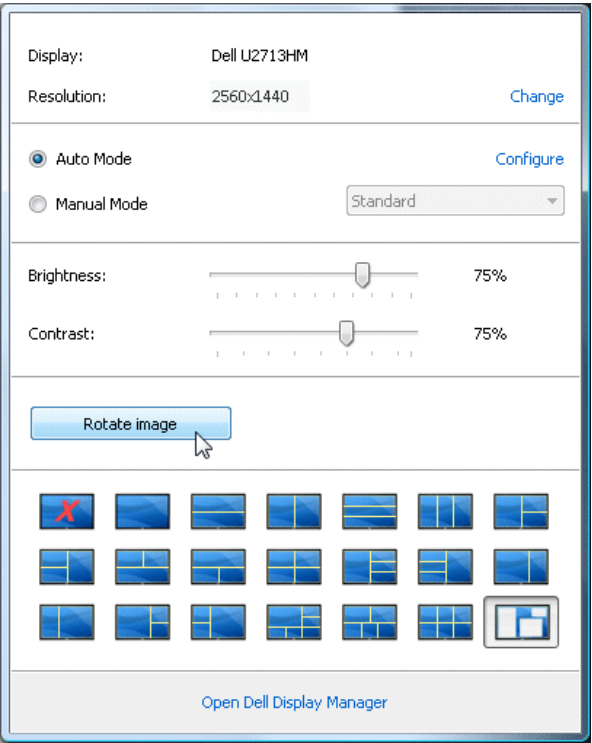 Display: Dell U2713HM
Resolution: 2560x1440 Change
Auto Mode Configure
Manual Mode Standard
Brightness: 75%
Contrast: 75%
Rotate image
Open Dell Display Manager